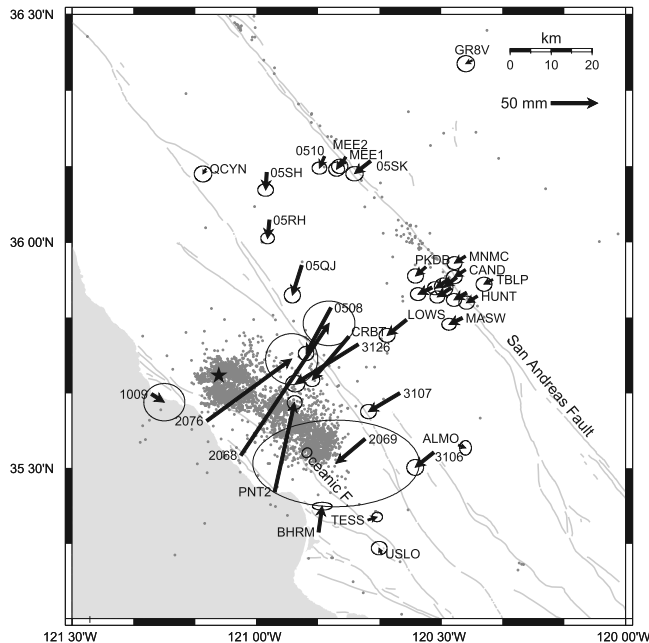 36 30'N
km
GR8V
0 10 20
50 mm
MEE2
0510
MEE1
05SK
QCYN
05SH
05RH
36 00'N
MNMC
PKDB
CAND
05QJ
TBLP
HUNT
0508
LOWS
MASW
CRBT
3126
San Andreas Fault
1009
3107
2076
ALMO
2069
2068
3106
35 30'N
Oceanic F.
PNT2
TESS
BHRM
USLO
121 30'W
121 00'W
120 30'W
120 00'W